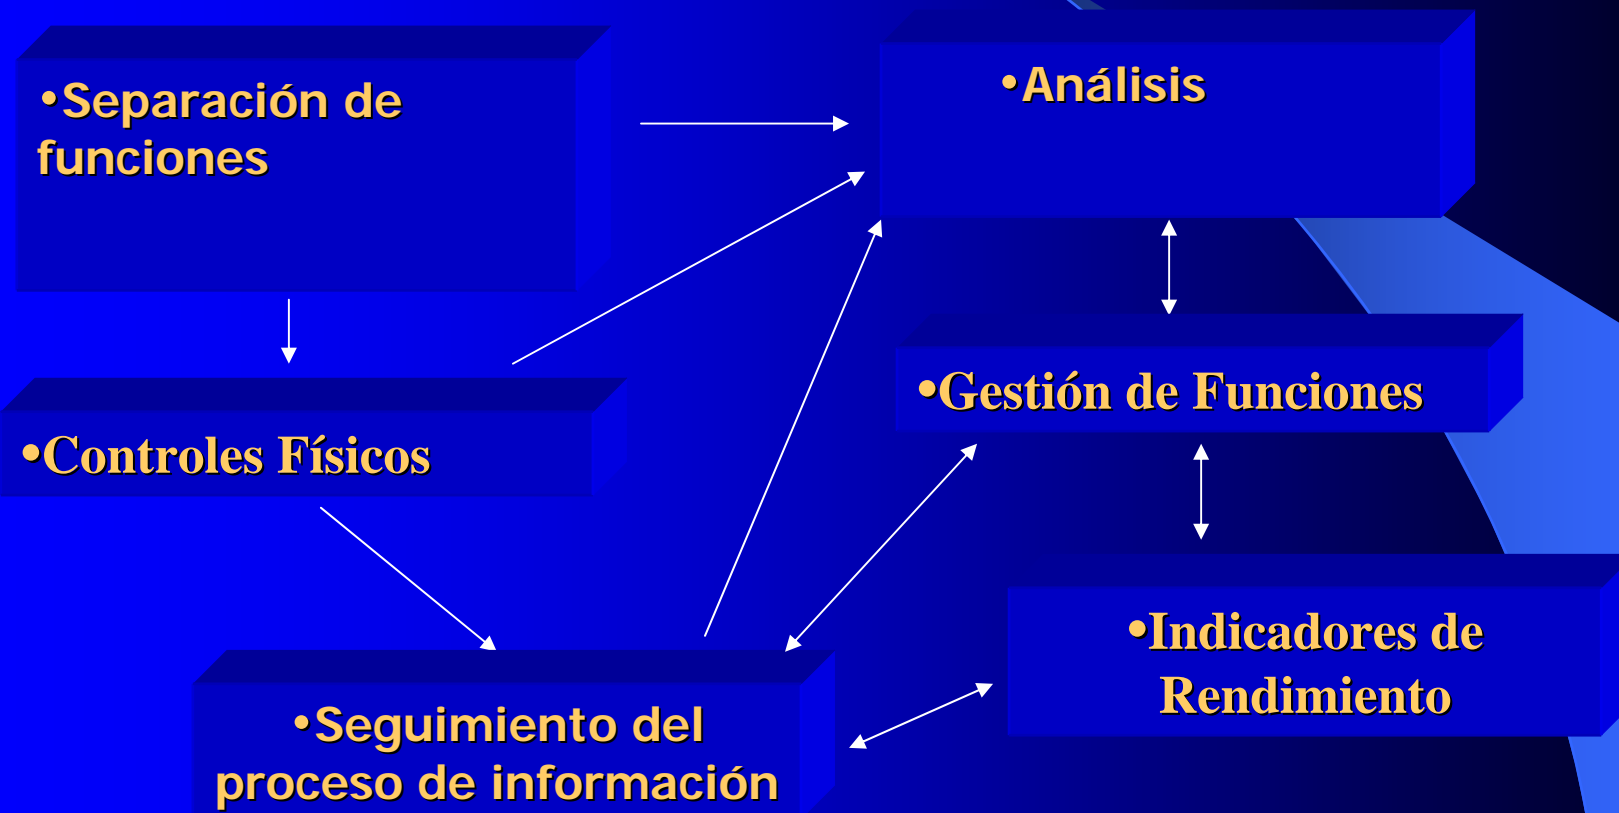 •Separación de
funciones
•Análisis
•Gestión de Funciones
•Controles Físicos
•Indicadores de
Rendimiento
•Seguimiento del
proceso de información